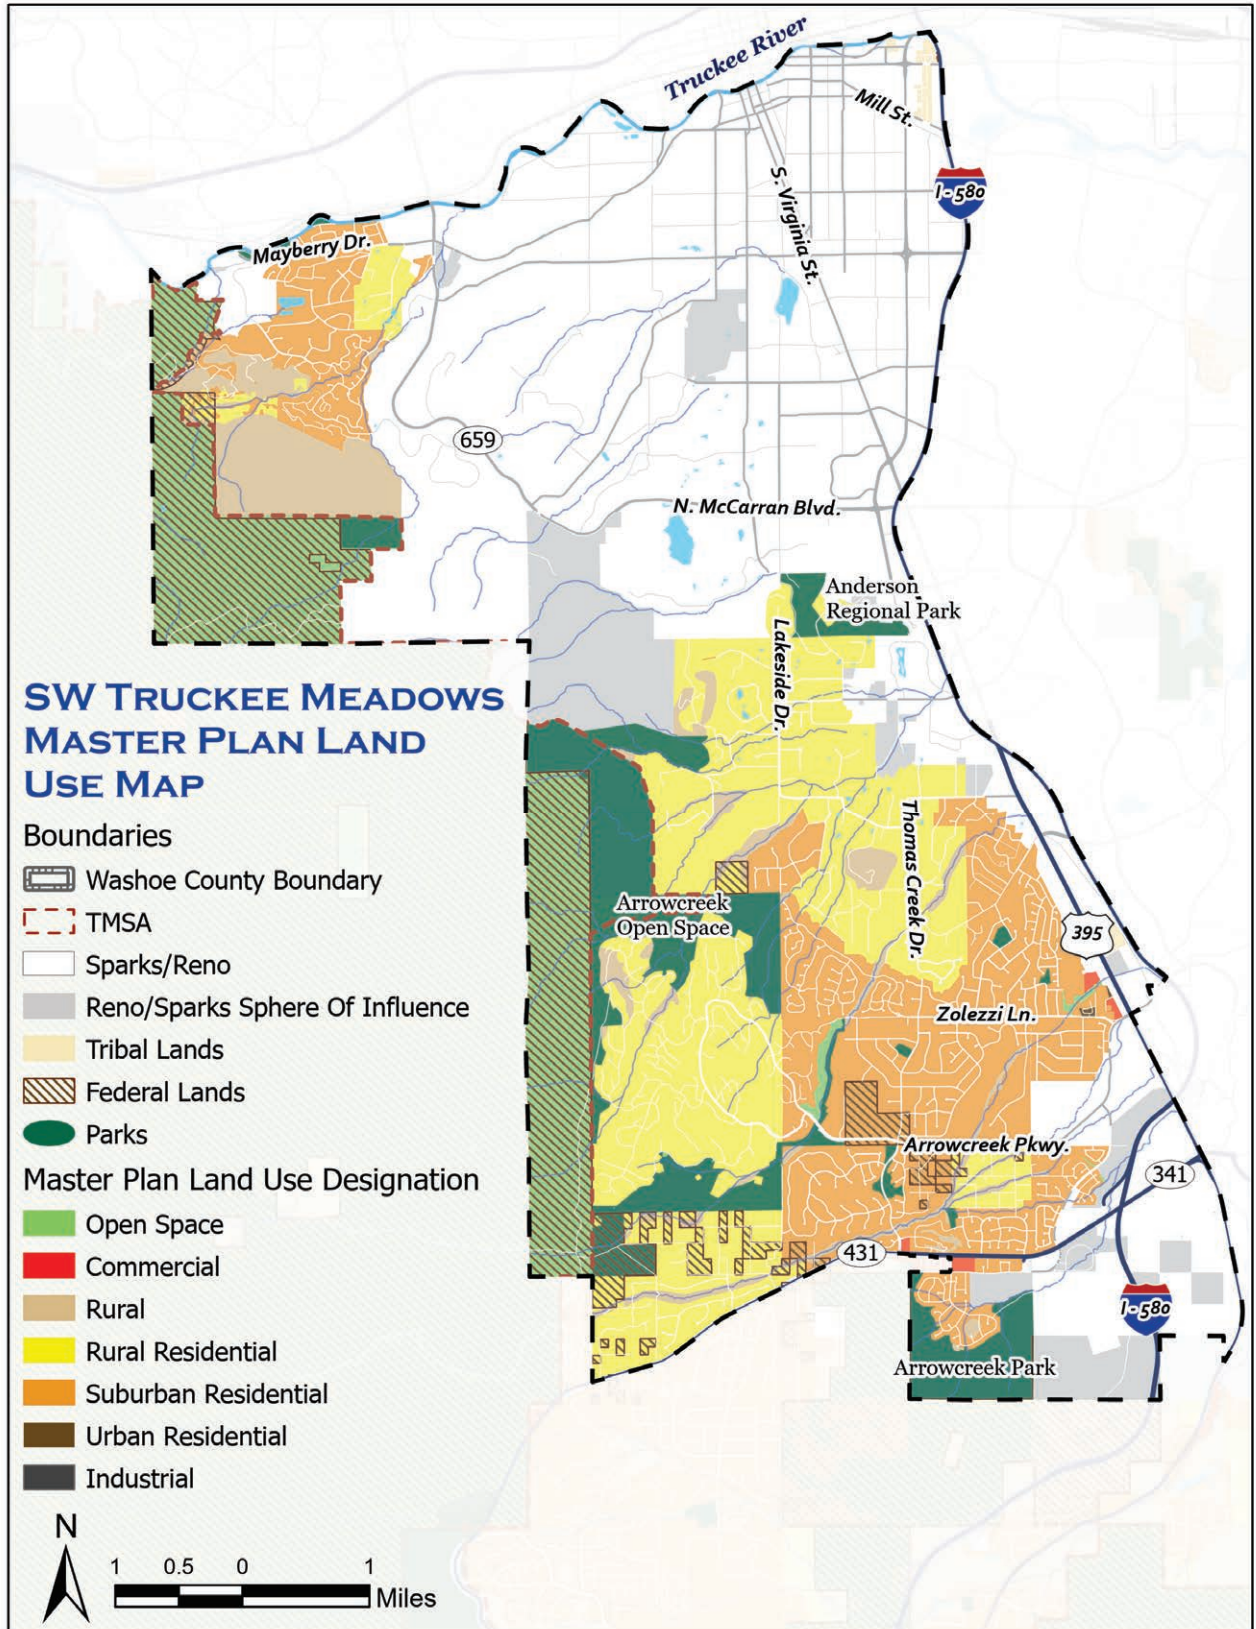 Truckee River
Mill St.
I-580
S. Virginia St.
Mayberry Dr.
659
N. McCarran Blvd.
Anderson
Regional Park
Lakeside Dr.
SW Truckee Meadows
Master Plan Land
Use Map
Boundaries
Washoe County Boundary
TMSA
Sparks/Reno
Reno/Sparks Sphere Of Influence
Tribal Lands
Federal Lands
Parks
Master Plan Land Use Designation
Open Space
Commercial
Rural
Rural Residential
Suburban Residential
Urban Residential
Industrial
Thomas Creek Dr.
Arrowcreek
Open Space
395
Zolezzi Ln.
Arrowcreek Pkwy.
341
431
I-580
Arrowcreek Park
N
1 0.5 0 1
Miles